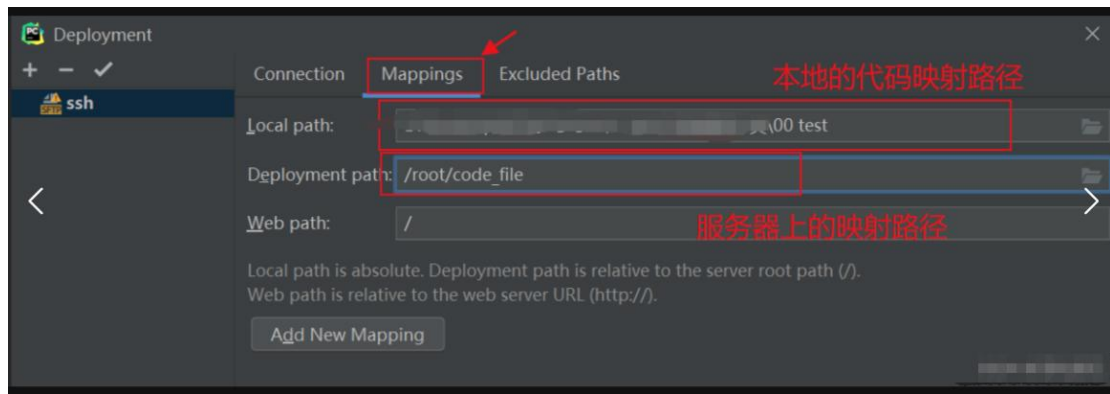 Deployment
Connection Mappings Excluded Paths
本地的代码映射路径
ssh
Local path: \00 test
Deployment path: /root/code_file
Web path: /
服务器上的映射路径
Local path is absolute. Deployment path is relative to the server root path (/).
Web path is relative to the web server URL (http://).
Add New Mapping